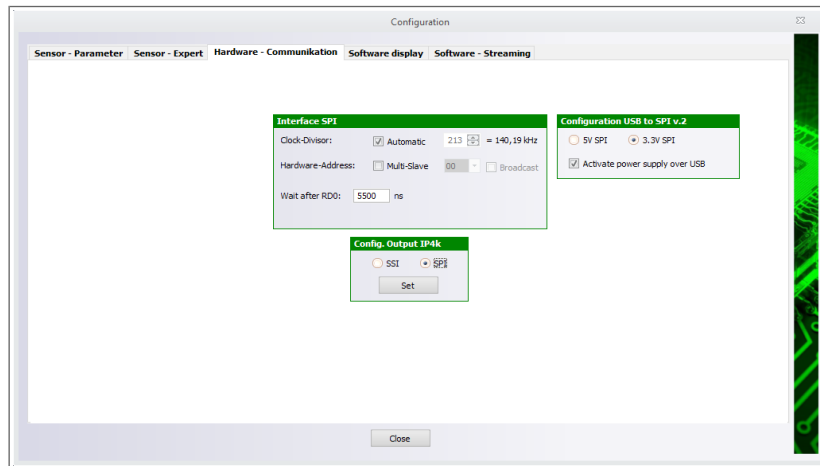 Configuration
Sensor - Parameter Sensor - Expert Hardware - Communikation Software display Software - Streaming
Interface SPI
Clock-Divisor: Automatic 213 = 140,19 kHz
Hardware-Address: Multi-Slave 00 Broadcast
Wait after RD0: 5500 ns
Configuration USB to SPI v.2
5V SPI 3.3V SPI
Activate power supply over USB
Config. Output IP4k
SSI SPI
Set
Close